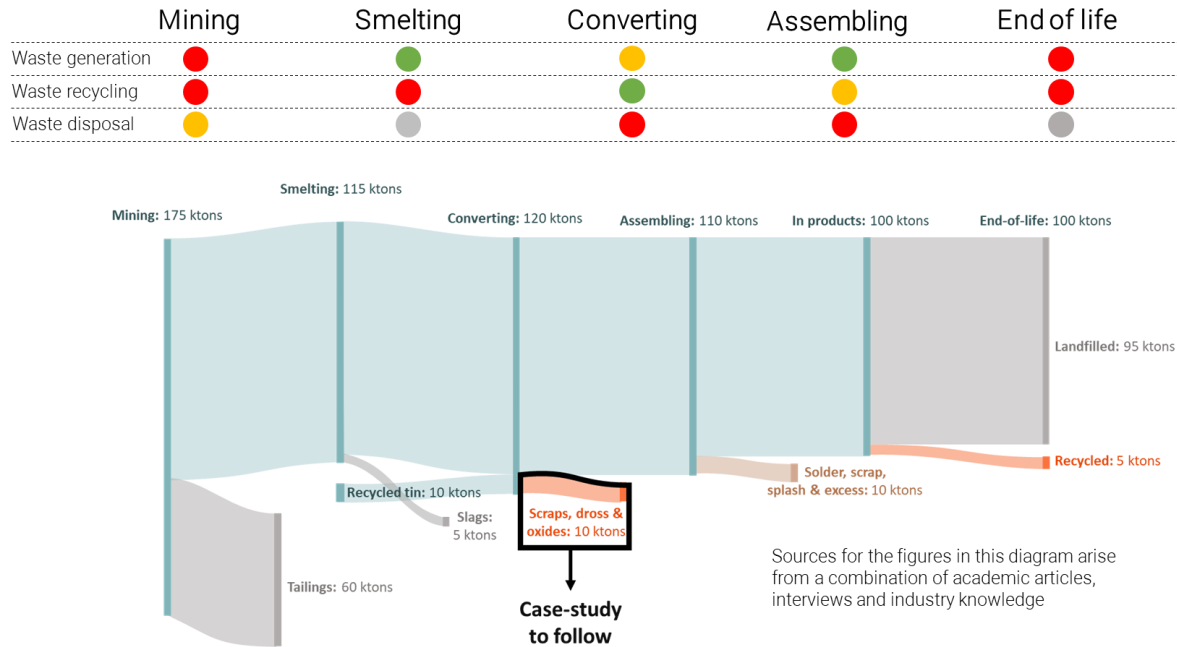 Mining Smelting Converting Assembling End of life
Waste generation
Waste recycling
Waste disposal
Smelting: 115 ktons
Mining: 175 ktons
Converting: 120 ktons
Assembling: 110 ktons
In products: 100 ktons
End-of-life: 100 ktons
Landfilled: 95 ktons
Recycled: 5 ktons
Solder, scrap,
splash & excess: 10 ktons
Recycled tin: 10 ktons
Slags:
5 ktons
Scraps, dross &
oxides: 10 ktons
Tailings: 60 ktons
Sources for the figures in this diagram arise
from a combination of academic articles,
interviews and industry knowledge
Case-study
to follow